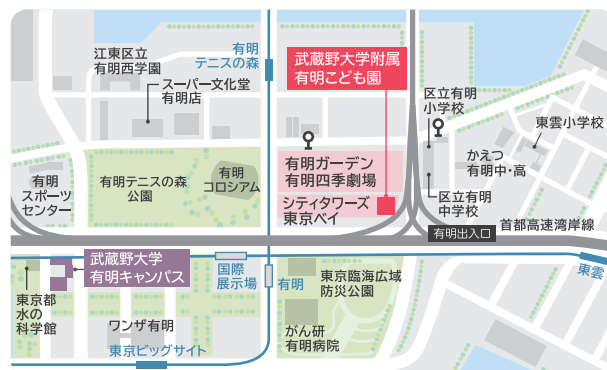 江東区立
有明西学園
有明
テニスの森
武蔵野大学附属
有明こども園
スーパー文化堂
有明店
区立有明
小学校
東雲小学校
かえつ
有明中・高
有明ガーデン
有明四季劇場
有明
スポーツ
センター
有明テニスの森
公園
有明
コロシアム
シティタワーズ
東京ベイ
区立有明
中学校
首都高速湾岸線
有明出入口
武蔵野大学
有明キャンパス
国際
展示場
有明
東京臨海広域
防災公園
東雲
東京都
水の
科学館
ワンザ有明
がん研
有明病院
東京ビッグサイト